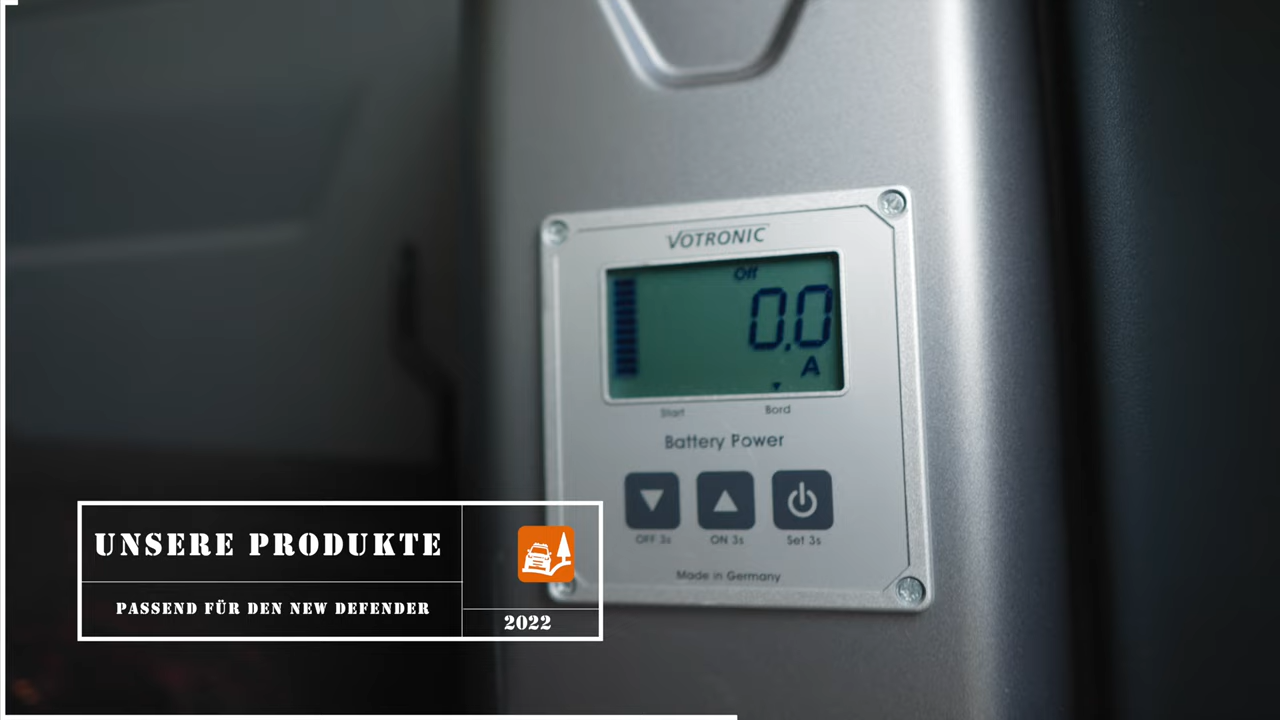 VOTRONIC
Off
0.0
A
Start Bord
Battery Power
OFF 3s ON 3s Set 3s
Made in Germany
UNSERE PRODUKTE
PASSEND FÜR DEN NEW DEFENDER
2022